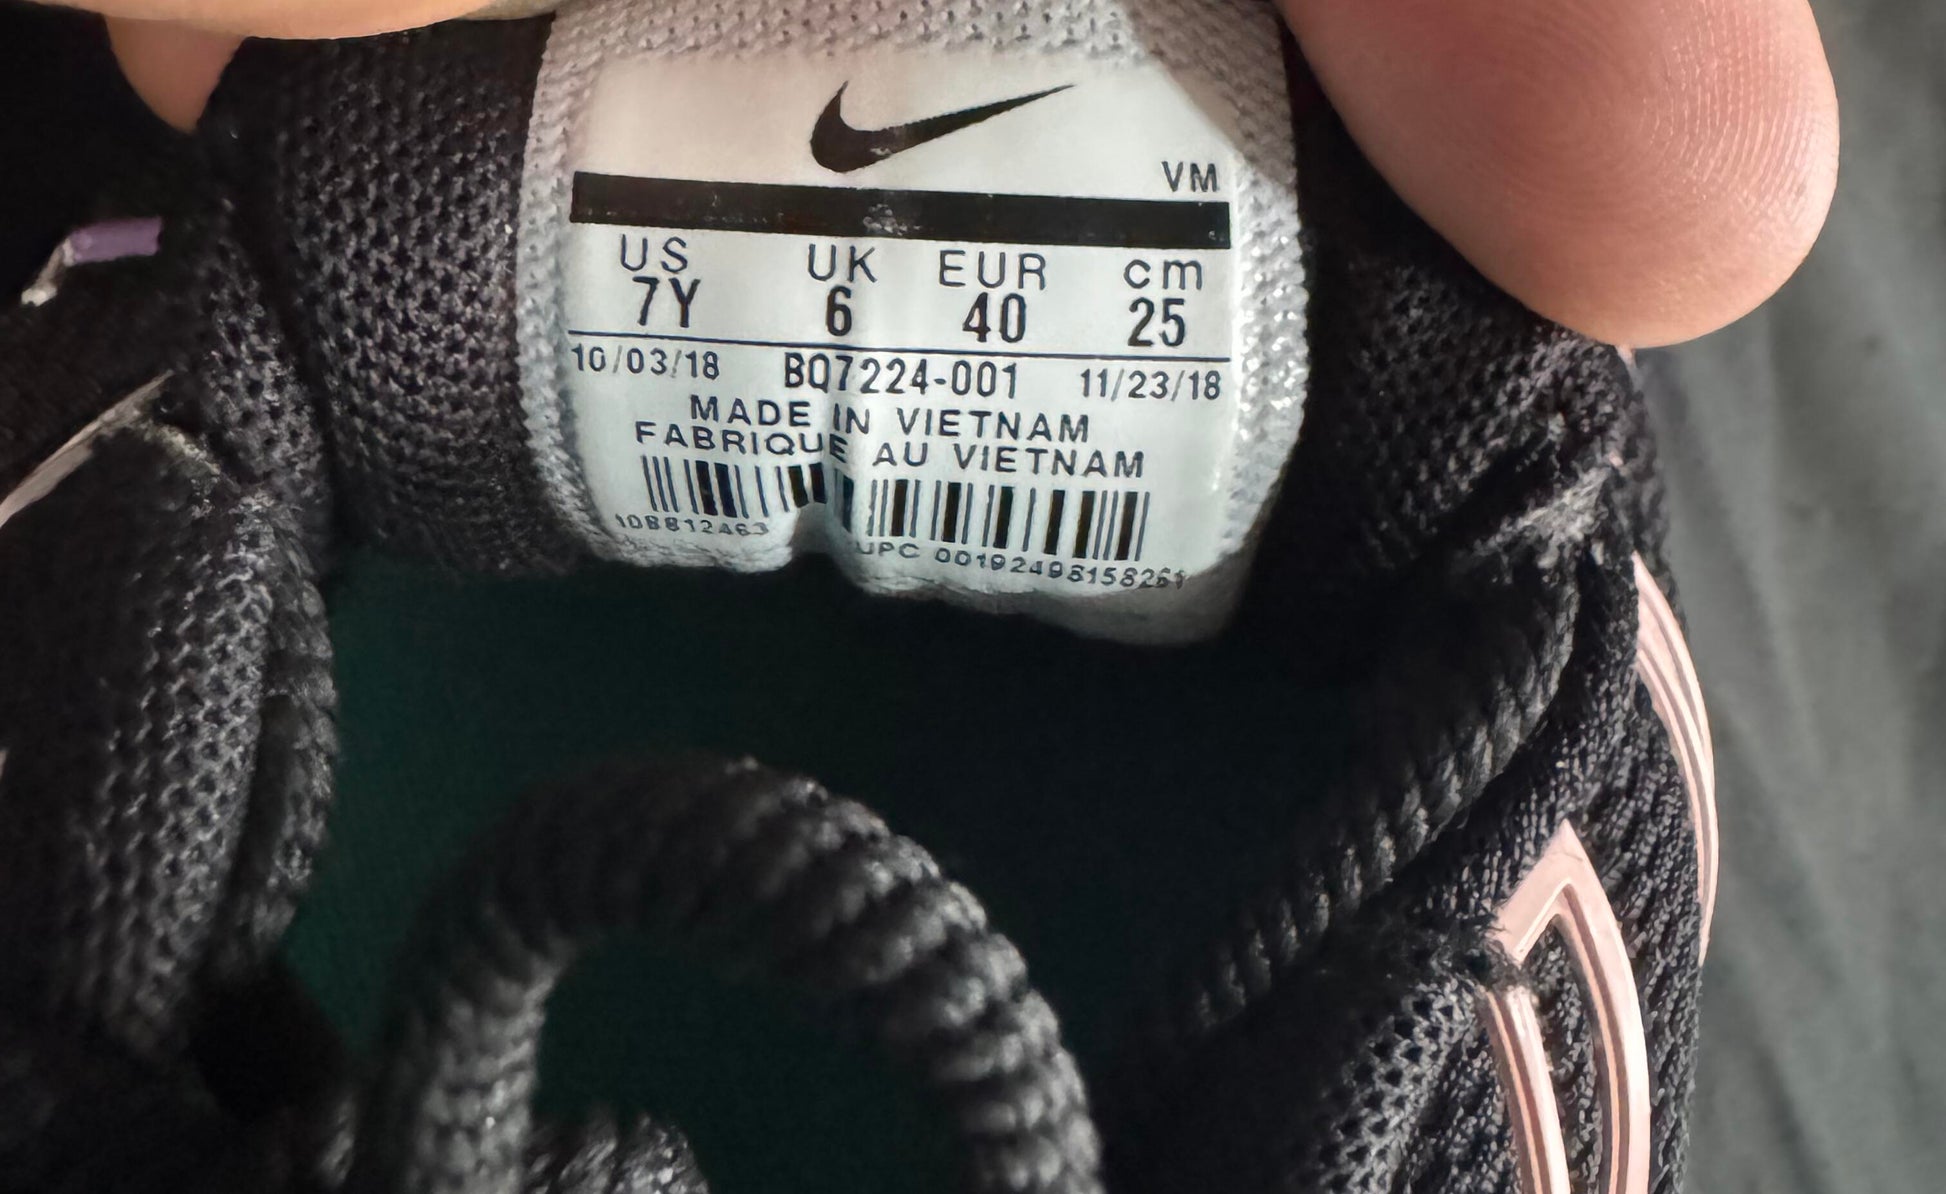 VM
US UK EUR cm
7Y 6 40 25
10/03/18 BQ7224-001 11/23/18
MADE IN VIETNAM
FABRIQUE AU VIETNAM
UPC